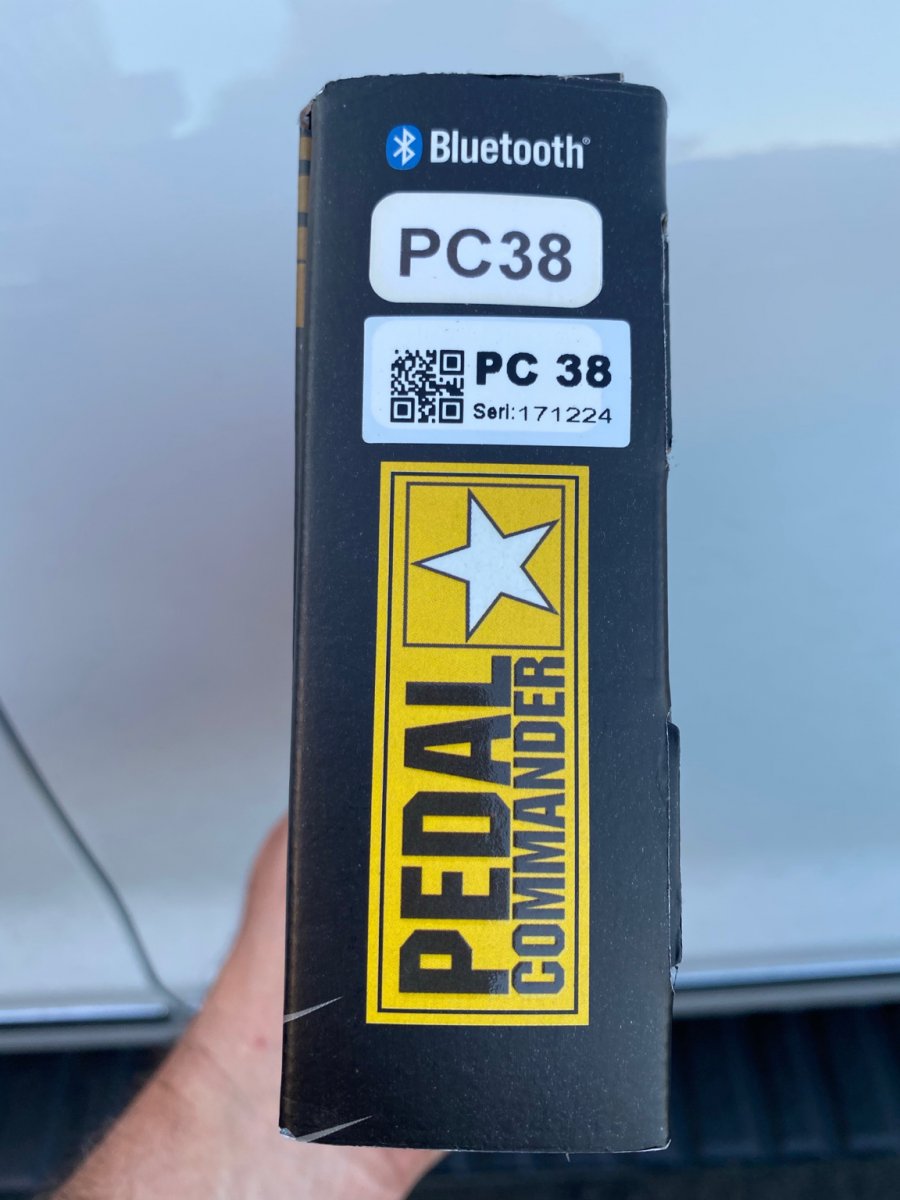 Bluetooth®
PC38
PC 38
Seri:171224
PEDAL
COMMANDER